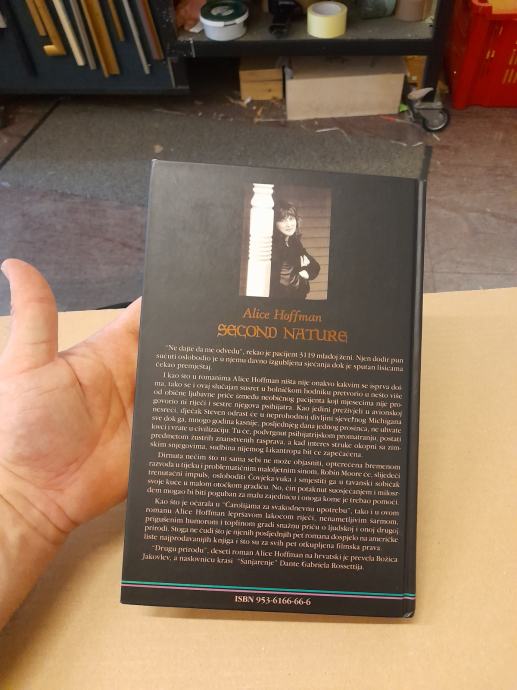 Alice Hoffman
SECOND NATURE
"Ne dajte da me odvedu", rekao je pacijent 3119 mladoj ženi. Njen dodir pun
sućuti oslobodio je u njemu davno izgubljena sjećanja dok je sputan lisicama
čekao premještaj.
I kao što u romanima Alice Hoffman ništa nije onakvo kakvim se isprva doi-
ma, tako se i ovaj slučajan susret u bolničkom hodniku pretvorio u nešto više
od obične ljubavne priče između neobičnog pacijenta koji mjesecima nije pro-
govorio ni riječi i sestre njegova psihijatra. Kao jedini preživjeli u avionskoj
nesreći, dječak Steven odrast će u neprohodnoj divljini sjevernog Michigana
sve dok ga, mnogo godina kasnije, posljednjeg dana jednog prosinca, ne uhvate
lovci i vrate u civilizaciju. Tu će, podvrgnut psihijatrijskom promatranju, postati
predmetom žustrih znanstvenih rasprava, a kad interes struke okopni sa zim-
skim snjegovima, sudbina nijemog Likantropa bit će zapečaćena.
Dirnuta nečim što ni sama sebi ne može objasniti, opterećena bremenom
razvoda u tijeku i problematičnim maloljetnim sinom, Robin Moore će, slijedeći
trenutačni impuls, osloboditi Čovjeka-vuka i smjestiti ga u tavanski sobičak
svoje kuće u malom otočkom gradiću. No, čin potaknut suosjećanjem i milosr-
đem mogao bi biti poguban za malu zajednicu i onoga kome je trebao pomoći.
Kao što je očarala u "Čarolijama za svakodnevnu upotrebu", tako i u ovom
romanu Alice Hoffman lepršavom lakoćom riječi, nenametljivim šarmom,
prigušenim humorom i toplinom gradi snažnu priču o ljudskoj i onoj drugoj
prirodi. Stoga ne čudi što je njenih posljednjih pet romana dospjelo na američke
liste najprodavanijih knjiga i što su za svih pet otkupljena filmska prava.
"Drugu prirodu", deseti roman Alice Hoffman na hrvatski je prevela Božica
Jakovlev, a naslovnicu krasi "Sanjarenje" Dante Gabriela Rossettija.
ISBN 953-6166-66-6